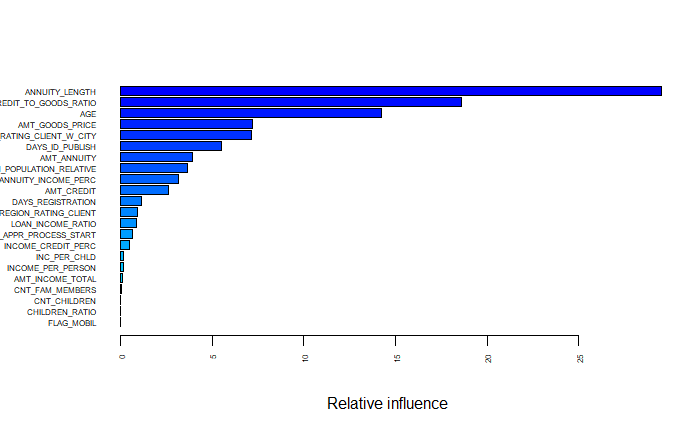 ANNUITY_LENGTH
REDIT_TO_GOODS_RATIO
AGE
AMT_GOODS_PRICE
RATING_CLIENT_W_CITY
DAYS_ID_PUBLISH
AMT_ANNUITY
_POPULATION_RELATIVE
ANNUITY_INCOME_PERC
AMT_CREDIT
DAYS_REGISTRATION
REGION_RATING_CLIENT
LOAN_INCOME_RATIO
_APPR_PROCESS_START
INCOME_CREDIT_PERC
INC_PER_CHLD
INCOME_PER_PERSON
AMT_INCOME_TOTAL
CNT_FAM_MEMBERS
CNT_CHILDREN
CHILDREN_RATIO
FLAG_MOBIL
0 5 10 15 20 25
Relative influence